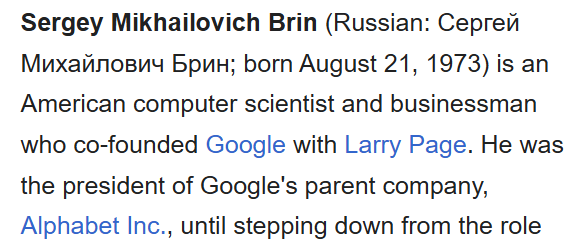 Sergey Mikhailovich Brin (Russian: Сергей
Михайлович Брин; born August 21, 1973) is an
American computer scientist and businessman
who co-founded Google with Larry Page. He was
the president of Google's parent company,
Alphabet Inc., until stepping down from the role